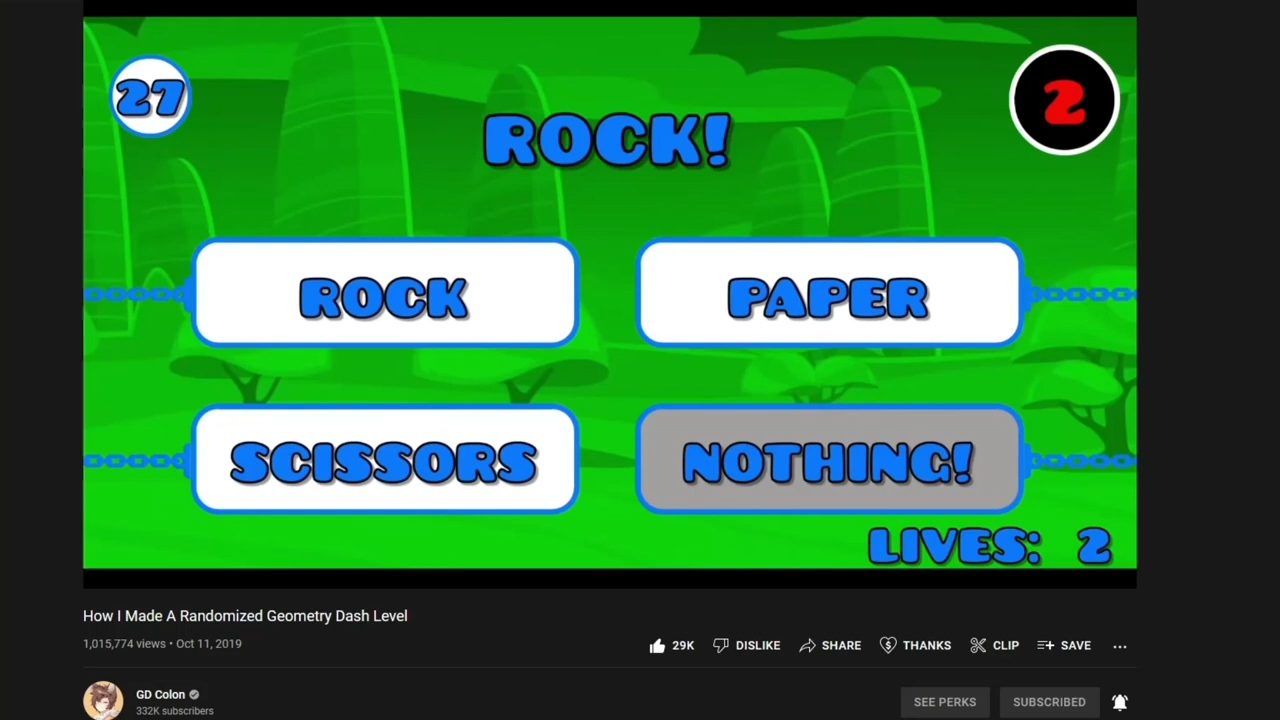 27
2
ROCK!
ROCK
PAPER
SCISSORS
NOTHING!
LIVES: 2
How I Made A Randomized Geometry Dash Level
1,015,774 views • Oct 11, 2019
29K DISLIKE SHARE THANKS CLIP SAVE
GD Colon
332K subscribers
SEE PERKS SUBSCRIBED